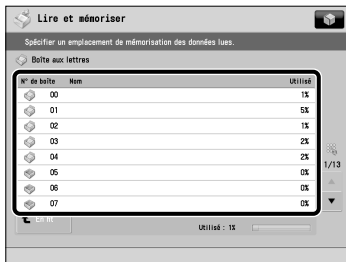 Lire et mémoriser
Spécifier un emplacement de mémorisation des données lues.
Boîte aux lettres
N° de boîte Nom Utilisé
00 1%
01 5%
02 1%
03 2%
04 2%
05 0%
06 0%
07 0%
1/13
En ht
Utilisé : 1%